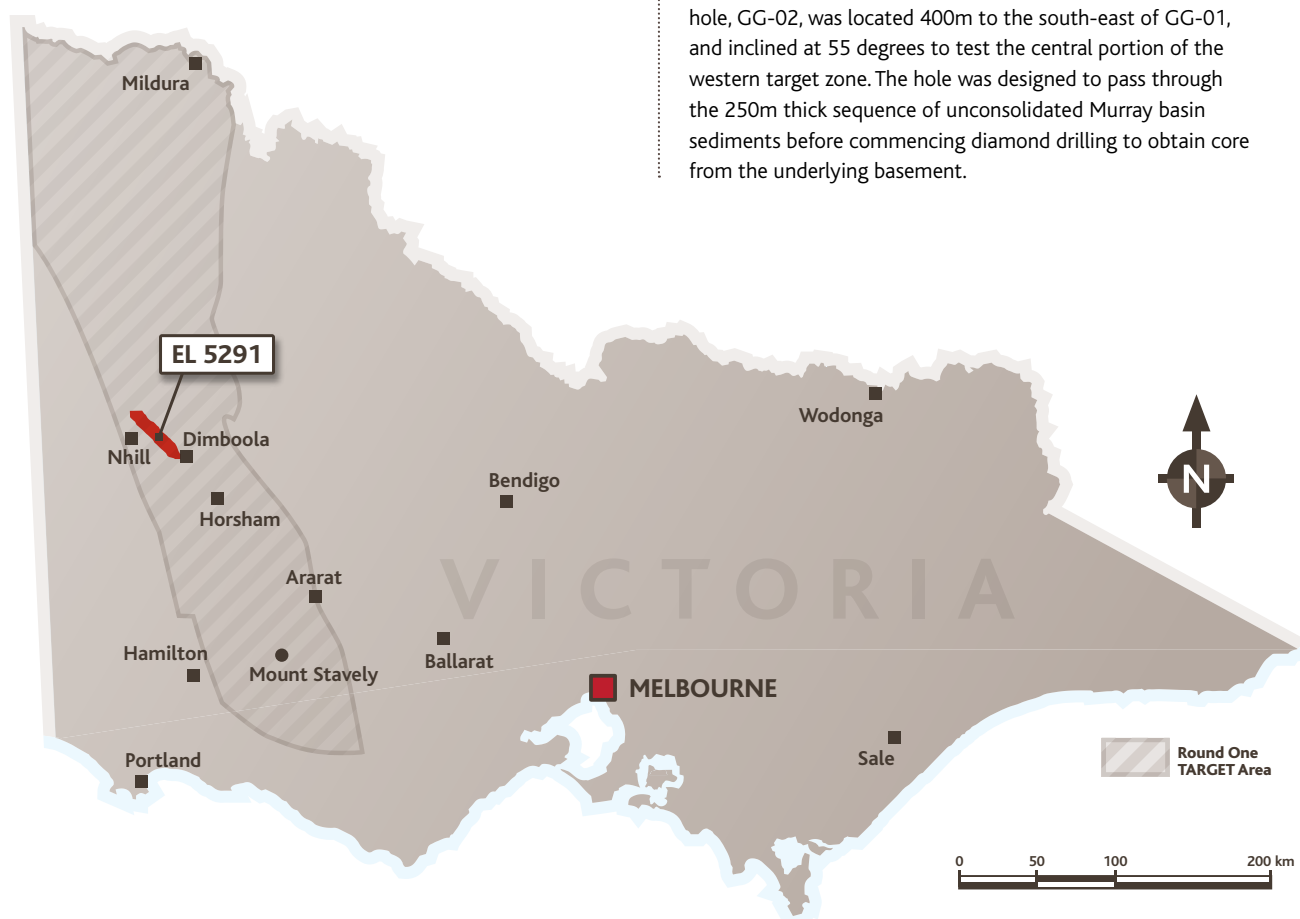 hole, GG-02, was located 400m to the south-east of GG-01,
and inclined at 55 degrees to test the central portion of the
western target zone. The hole was designed to pass through
the 250m thick sequence of unconsolidated Murray basin
sediments before commencing diamond drilling to obtain core
from the underlying basement.
Mildura
EL 5291
Wodonga
Dimboola
Nhill
Bendigo
N
Horsham
VICTORIA
Ararat
Hamilton
Ballarat
Mount Stavely
MELBOURNE
Portland
Sale
Round One
TARGET Area
0 50 100 200 km